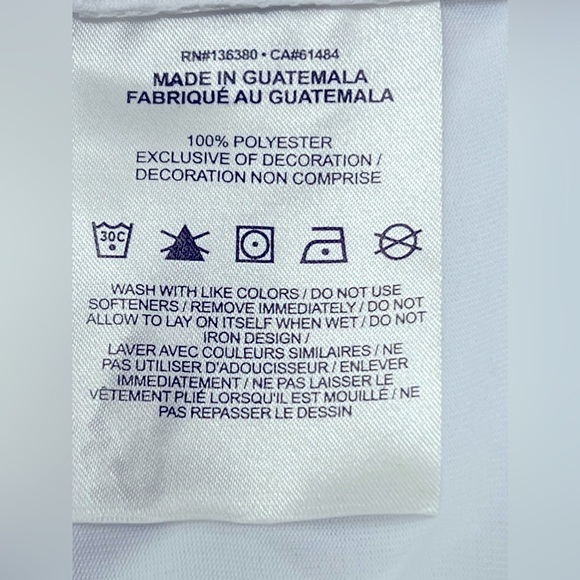 RN#136380 • CA#61484
MADE IN GUATEMALA
FABRIQUÉ AU GUATEMALA
100% POLYESTER
EXCLUSIVE OF DECORATION /
DECORATION NON COMPRISE
30C
WASH WITH LIKE COLORS / DO NOT USE
SOFTENERS / REMOVE IMMEDIATELY / DO NOT
ALLOW TO LAY ON ITSELF WHEN WET / DO NOT
IRON DESIGN /
LAVER AVEC COULEURS SIMILAIRES / NE
PAS UTILISER D'ADOUCISSEUR / ENLEVER
IMMEDIATEMENT / NE PAS LAISSER LE
VÊTEMENT PLIÉ LORSQU'IL EST MOUILLÉ / NE
PAS REPASSER LE DESSIN